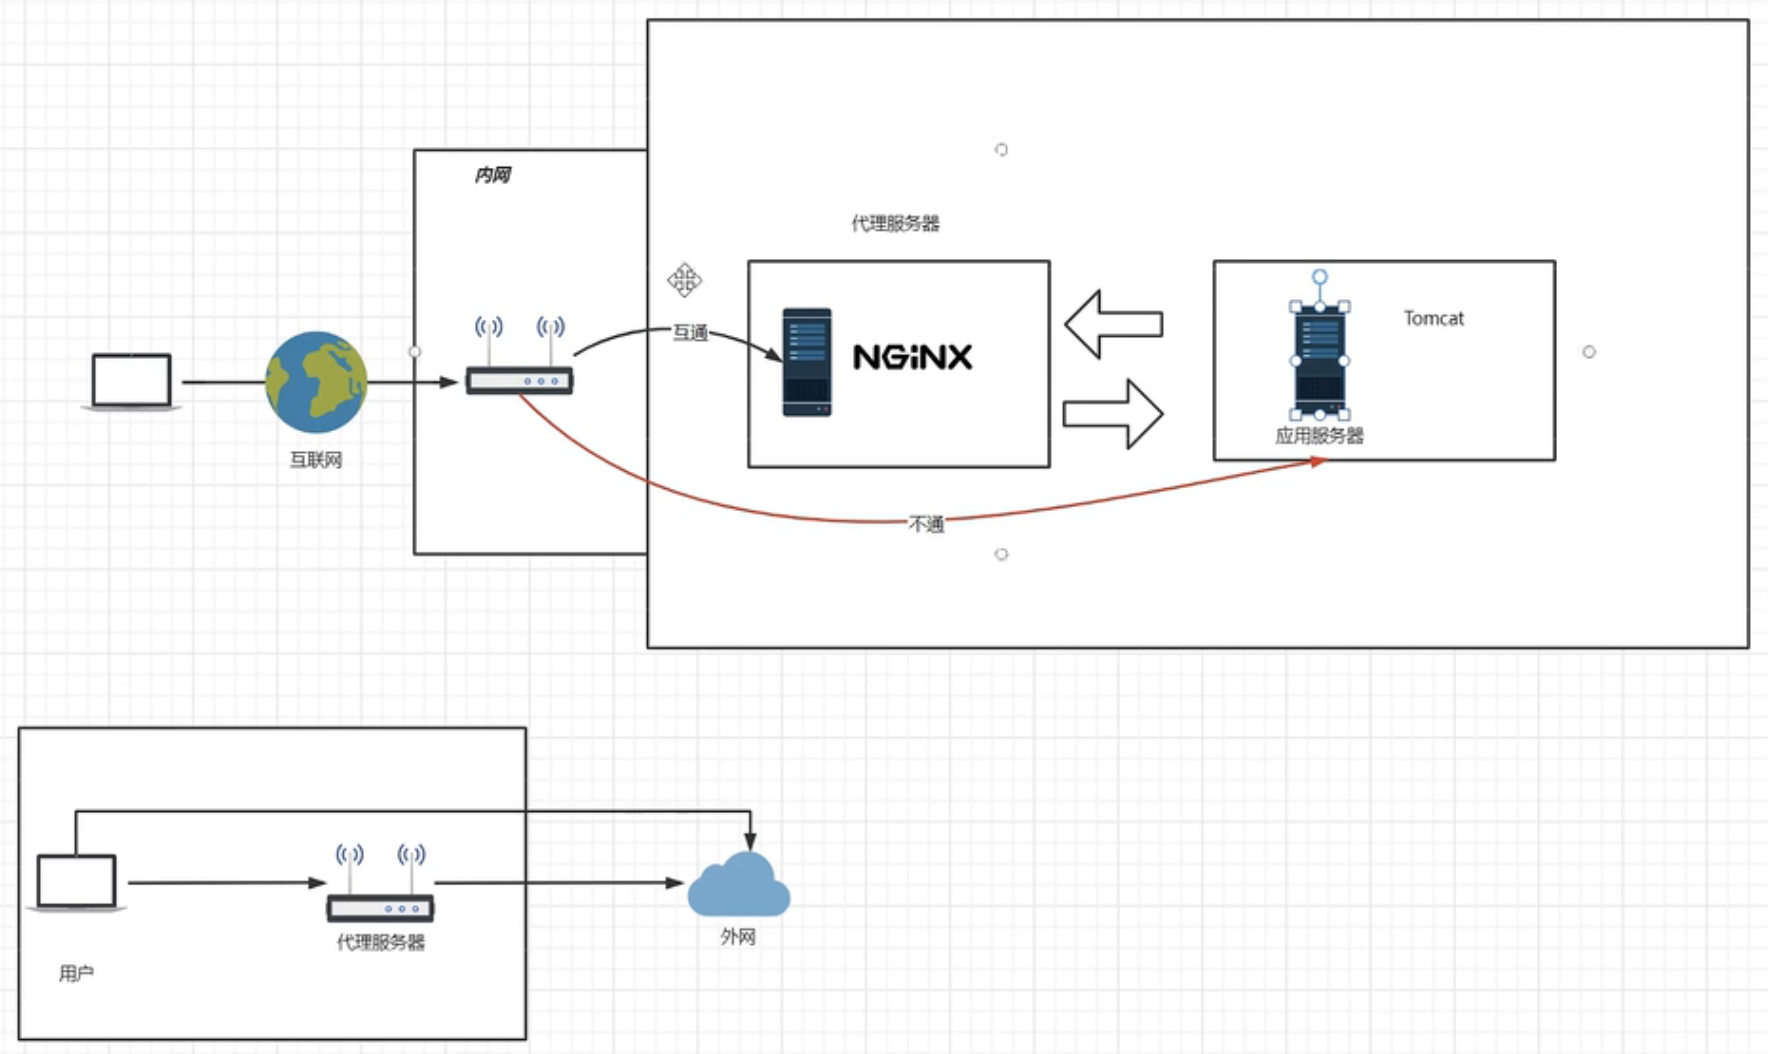 内网
代理服务器
互通
NGiNX
Tomcat
应用服务器
互联网
不通
代理服务器
外网
用户